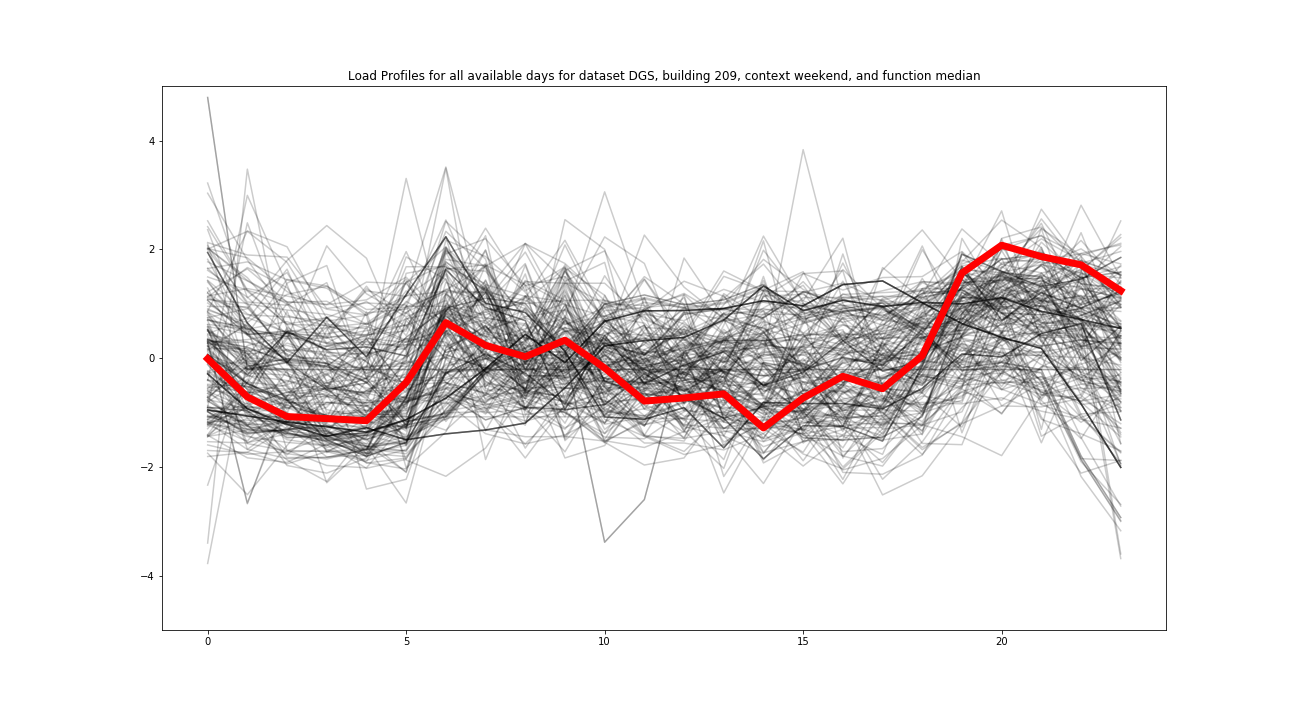 Load Profiles for all available days for dataset DGS, building 209, context weekend, and function median
4
2
0
−2
−4
0 5 10 15 20